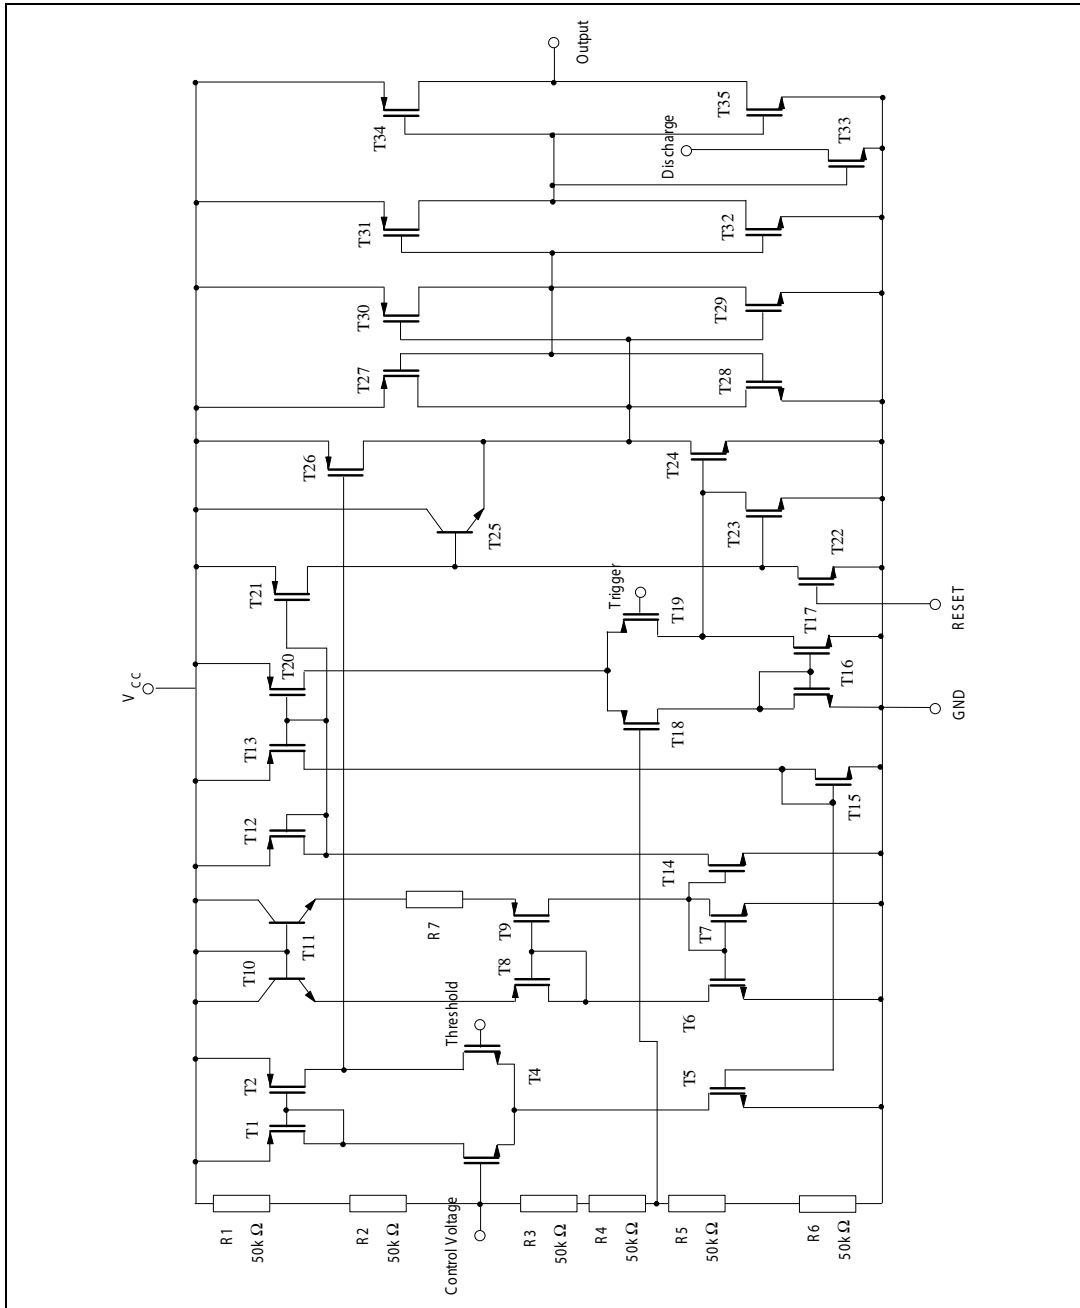 Output
T34
T35
T33
Discharge
T31
T32
T30
T29
T27
T28
T26
T24
T25
T23
T22
T21
Trigger
T19
T17
RESET
T20
VCC
T18
T16
GND
T13
T15
T12
T14
T11
R7
T9
T7
T10
T8
T6
Threshold
T2
T4
T5
T1
Control Voltage
R1
50k Ω
R2
50k Ω
R3
50k Ω
R4
50k Ω
R5
50k Ω
R6
50k Ω